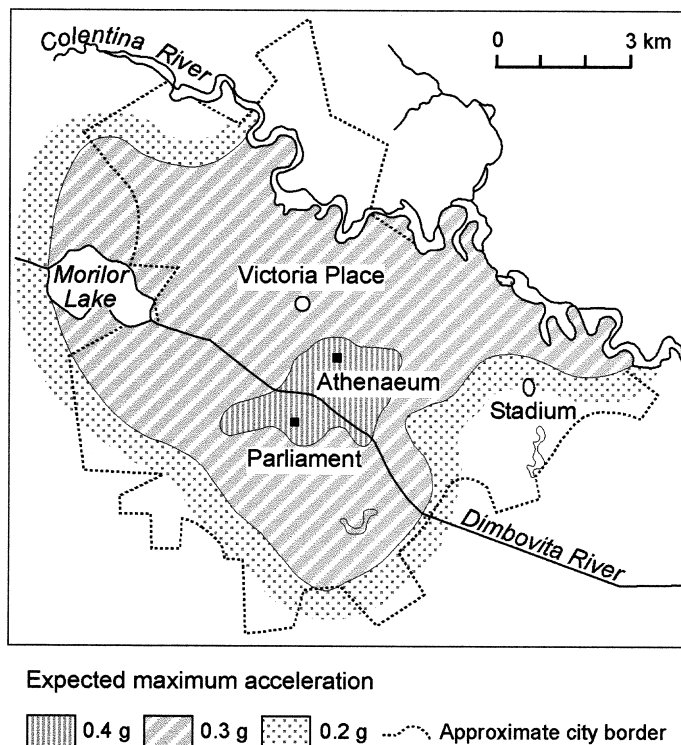 Colentina River
0 3 km
Morilor
Lake
Victoria Place
Athenaeum
Stadium
Parliament
Dimbovita River
Expected maximum acceleration
0.4 g 0.3 g 0.2 g Approximate city border